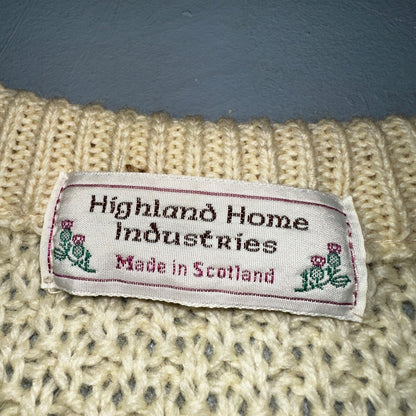 Highland Home
Industries
Made in Scotland